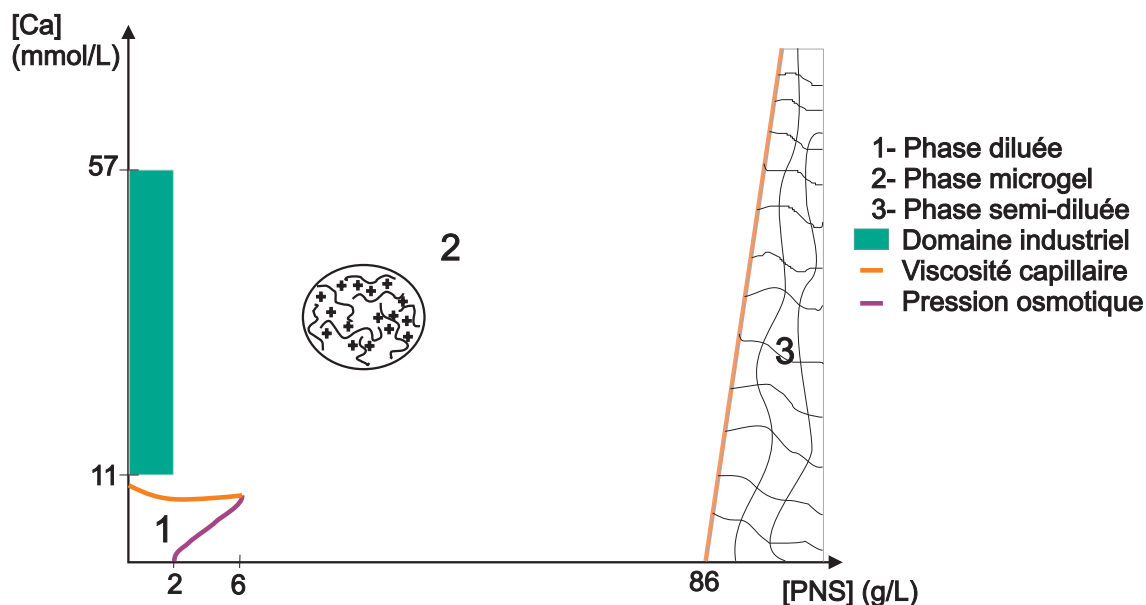 [Ca]
(mmol/L)
57
11
2
1
3
2
6
86
[PNS] (g/L)
1- Phase diluée
2- Phase microgel
3- Phase semi-diluée
Domaine industriel
Viscosité capillaire
Pression osmotique